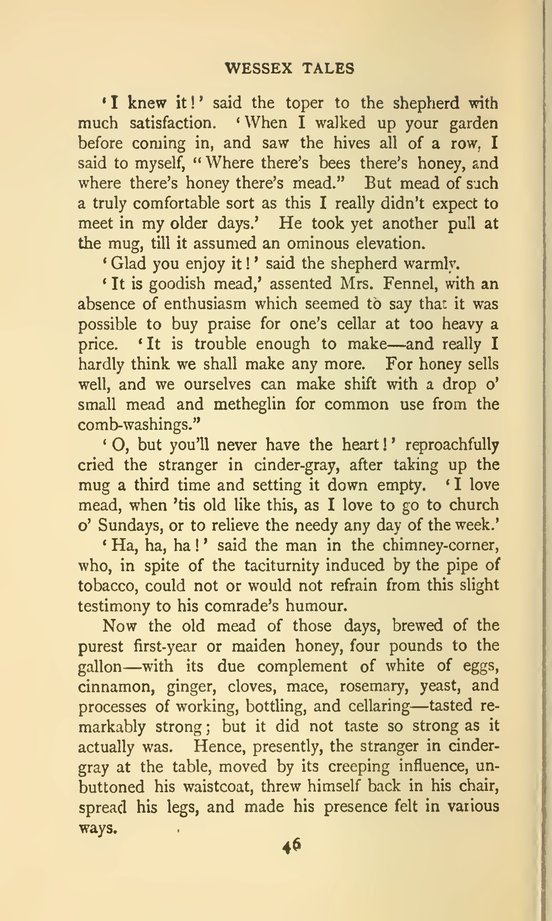 WESSEX TALES
‘I knew it!’ said the toper to the shepherd with
much satisfaction. ‘When I walked up your garden
before coming in, and saw the hives all of a row, I
said to myself, “Where there’s bees there’s honey, and
where there’s honey there’s mead.” But mead of such
a truly comfortable sort as this I really didn’t expect to
meet in my older days.’ He took yet another pull at
the mug, till it assumed an ominous elevation.
‘Glad you enjoy it!’ said the shepherd warmly.
‘It is goodish mead,’ assented Mrs. Fennel, with an
absence of enthusiasm which seemed to say that it was
possible to buy praise for one’s cellar at too heavy a
price. ‘It is trouble enough to make—and really I
hardly think we shall make any more. For honey sells
well, and we ourselves can make shift with a drop o’
small mead and metheglin for common use from the
comb-washings.”
‘O, but you’ll never have the heart!’ reproachfully
cried the stranger in cinder-gray, after taking up the
mug a third time and setting it down empty. ‘I love
mead, when ’tis old like this, as I love to go to church
o’ Sundays, or to relieve the needy any day of the week.’
‘Ha, ha, ha!’ said the man in the chimney-corner,
who, in spite of the taciturnity induced by the pipe of
tobacco, could not or would not refrain from this slight
testimony to his comrade’s humour.
Now the old mead of those days, brewed of the
purest first-year or maiden honey, four pounds to the
gallon—with its due complement of white of eggs,
cinnamon, ginger, cloves, mace, rosemary, yeast, and
processes of working, bottling, and cellaring—tasted re-
markably strong; but it did not taste so strong as it
actually was. Hence, presently, the stranger in cinder-
gray at the table, moved by its creeping influence, un-
buttoned his waistcoat, threw himself back in his chair,
spread his legs, and made his presence felt in various
ways.
46